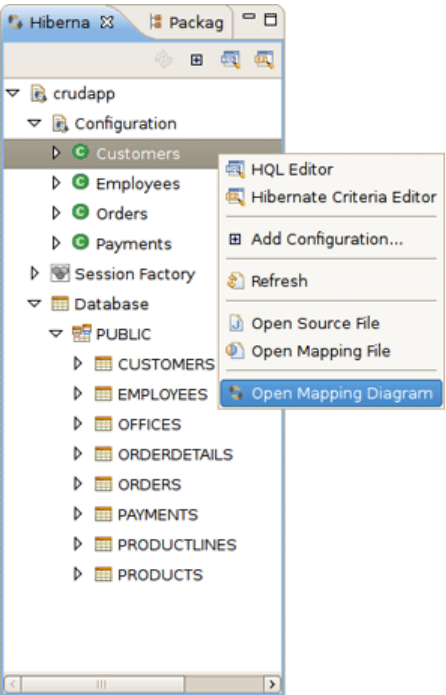 Hiberna
Packag
crudapp
Configuration
Customers
Employees
Orders
Payments
Session Factory
Database
PUBLIC
CUSTOMERS
EMPLOYEES
OFFICES
ORDERDETAILS
ORDERS
PAYMENTS
PRODUCTLINES
PRODUCTS
HQL Editor
Hibernate Criteria Editor
Add Configuration...
Refresh
Open Source File
Open Mapping File
Open Mapping Diagram